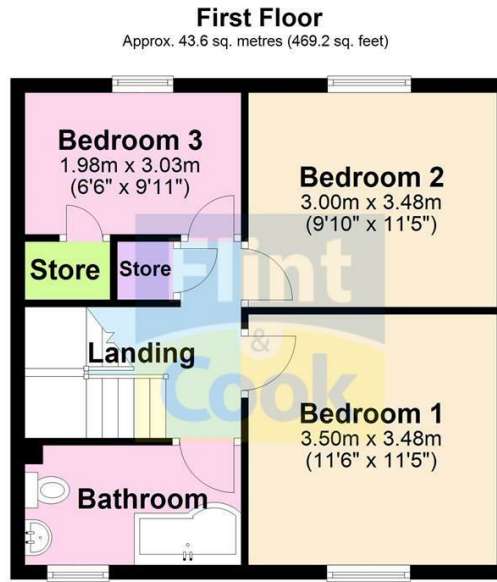 First Floor
Approx. 43.6 sq. metres (469.2 sq. feet)
Bedroom 3
1.98m x 3.03m
(6'6" x 9'11")
Bedroom 2
3.00m x 3.48m
(9'10" x 11'5")
Store
Store
Flint
&
Cook
Landing
Bedroom 1
3.50m x 3.48m
(11'6" x 11'5")
Bathroom